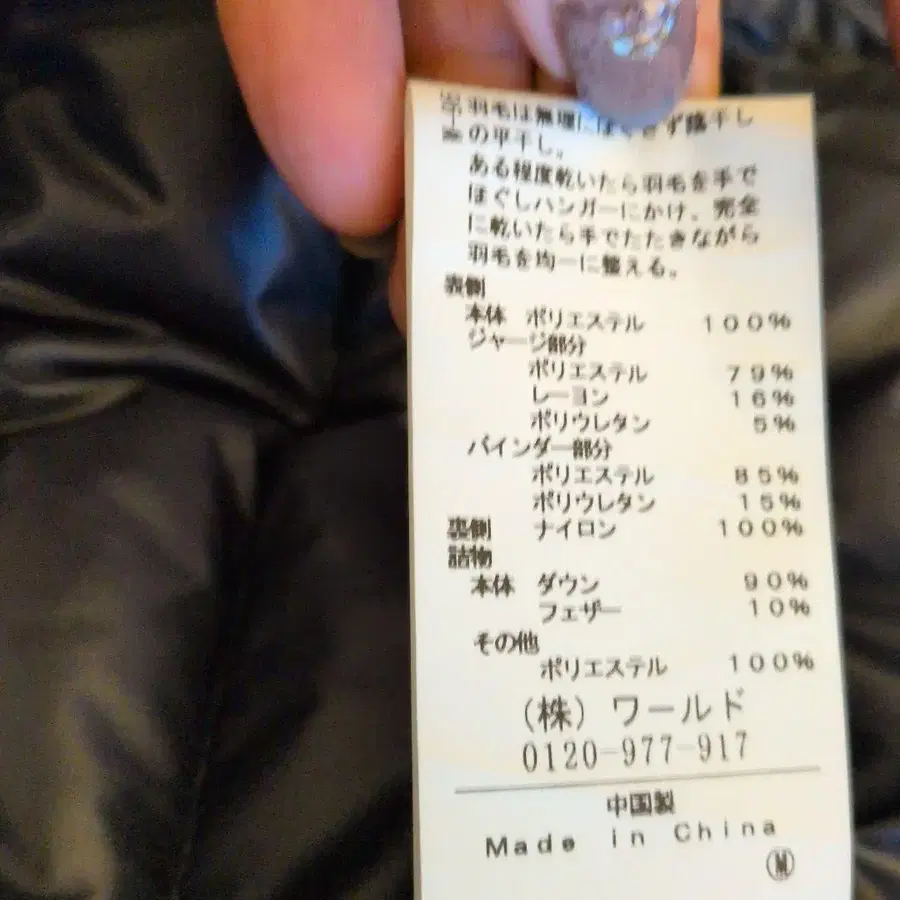 羽毛は無理にほぐさず陰干し
の平干し。
ある程度乾いたら羽毛を手で
ほぐしハンガーにかけ、完全
に乾いたら手でたたきながら
羽毛を均一に整える。
表側
本体 ポリエステル 100%
ジャージ部分
ポリエステル 79%
レーヨン 16%
ポリウレタン 5%
バインダー部分
ポリエステル 85%
ポリウレタン 15%
裏側 ナイロン 100%
詰物
本体 ダウン 90%
フェザー 10%
その他
ポリエステル 100%
(株)ワールド
0120-977-917
中国製
Made in China
M